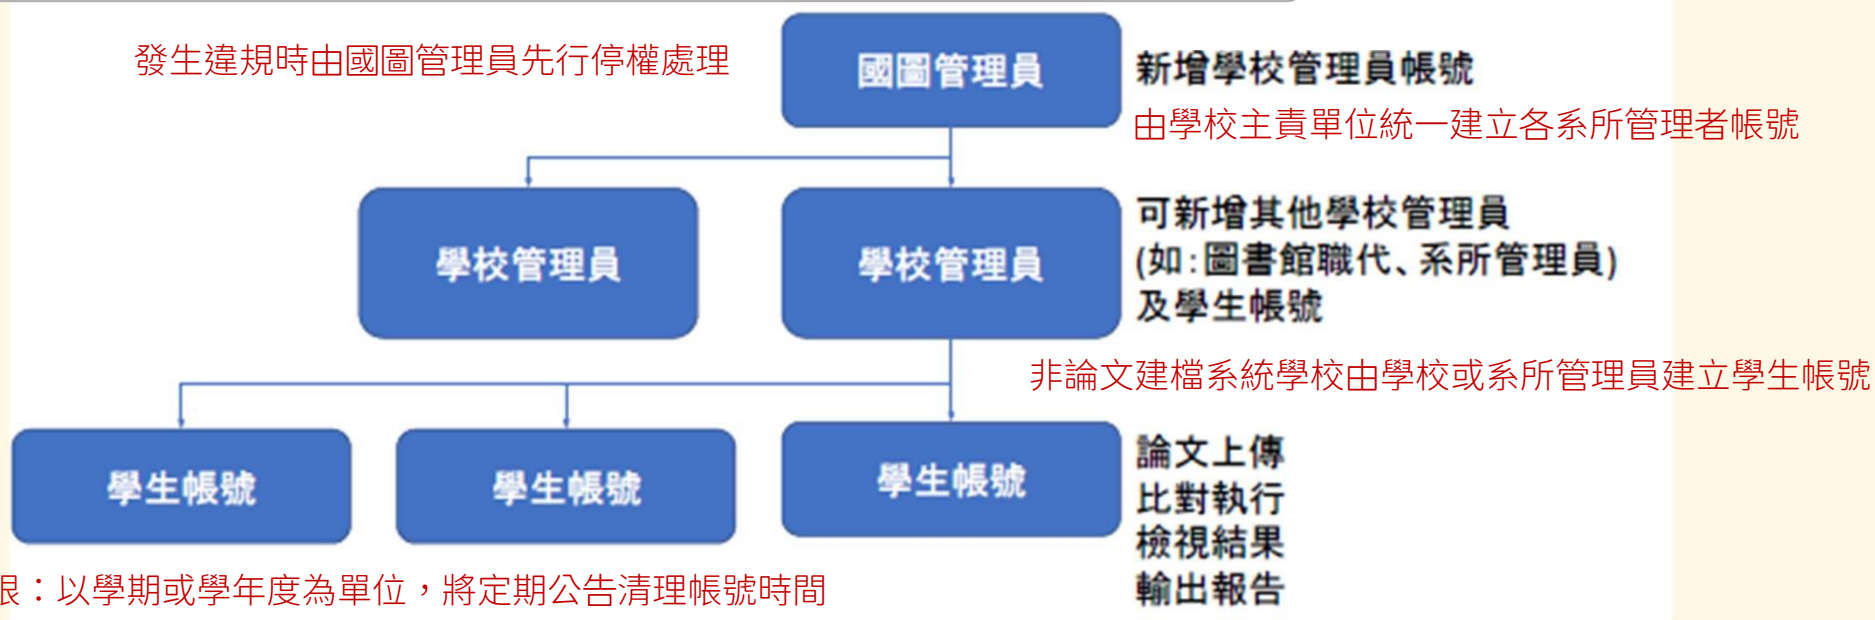 發生違規時由國圖管理員先行停權處理
國圖管理員
新增學校管理員帳號
由學校主責單位統一建立各系所管理者帳號
學校管理員
學校管理員
可新增其他學校管理員
(如:圖書館職代、系所管理員)
及學生帳號
非論文建檔系統學校由學校或系所管理員建立學生帳號
學生帳號
學生帳號
學生帳號
論文上傳
比對執行
檢視結果
輸出報告
限：以學期或學年度為單位，將定期公告清理帳號時間